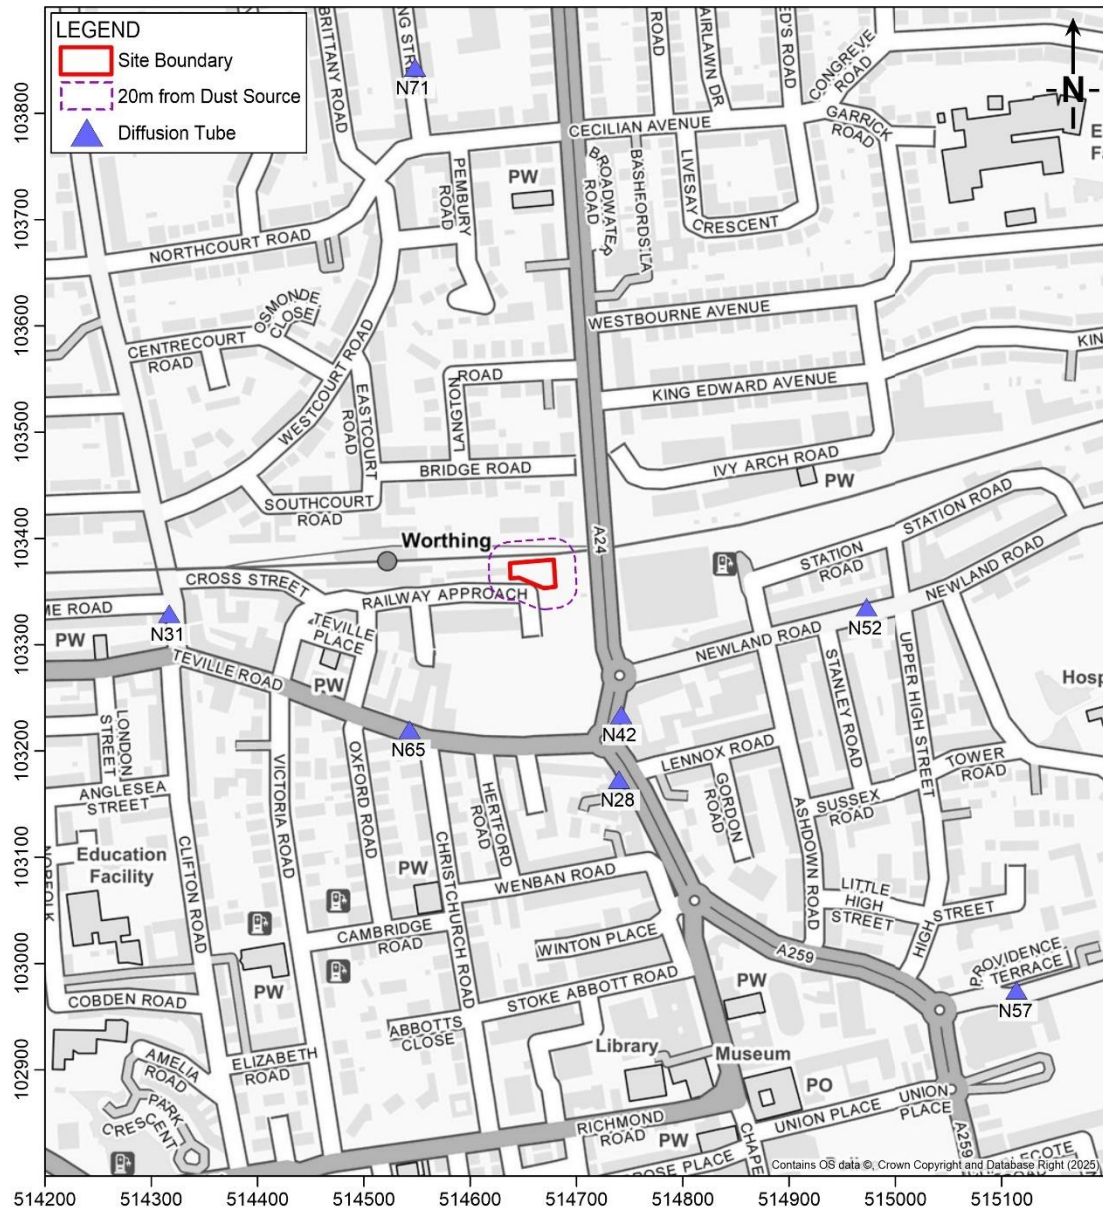 LEGEND
Site Boundary
20m from Dust Source
Diffusion Tube
N
BRITTANY ROAD
N71
ROAD
CONGREVE
ROAD
CECILIAN AVENUE
GARRICK
ROAD
PEMBURY
ROAD
PW
BROADWATER
ROAD
BASHFORDS LA
LIVESAY
CRESCENT
NORTHCOURT ROAD
OSMONDE
CLOSE
WESTBOURNE AVENUE
CENTRECOURT
ROAD
WESTCOURT ROAD
EASTCOURT
ROAD
LANGTON
ROAD
KING EDWARD AVENUE
KIN
BRIDGE ROAD
IVY ARCH ROAD
PW
SOUTHCOURT
ROAD
STATION ROAD
Worthing
A24
STATION
ROAD
NEWLAND ROAD
CROSS STREET
RAILWAY APPROACH
ME ROAD
N31
N52
PW
TEVILLE
PLACE
NEWLAND ROAD
PW
TEVILLE ROAD
STANLEY ROAD
UPPER HIGH STREET
Hosp
LONDON
STREET
N42
N65
LENNOX ROAD
TOWER
ROAD
ANGLESEA
STREET
VICTORIA ROAD
OXFORD ROAD
HERTFORD
ROAD
N28
GORDON
ROAD
SUSSEX
ROAD
Education
Facility
CLIFTON ROAD
CHRISTCHURCH ROAD
PW
WENBAN ROAD
ASHDOWN ROAD
LITTLE
HIGH
STREET
HIGH STREET
CAMBRIDGE
ROAD
WINTON PLACE
A259
PROVIDENCE
TERRACE
PW
N57
COBDEN ROAD
STOKE ABBOTT ROAD
PW
ABBOTTS
CLOSE
AMELIA
ROAD
ELIZABETH
ROAD
Library
Museum
PO
PARK
CRESCENT
UNION PLACE
UNION
PLACE
RICHMOND
ROAD
PW
A259
Contains OS data ©, Crown Copyright and Database Right (2025)
103800
103700
103600
103500
103400
103300
103200
103100
103000
102900
514200 514300 514400 514500 514600 514700 514800 514900 515000 515100